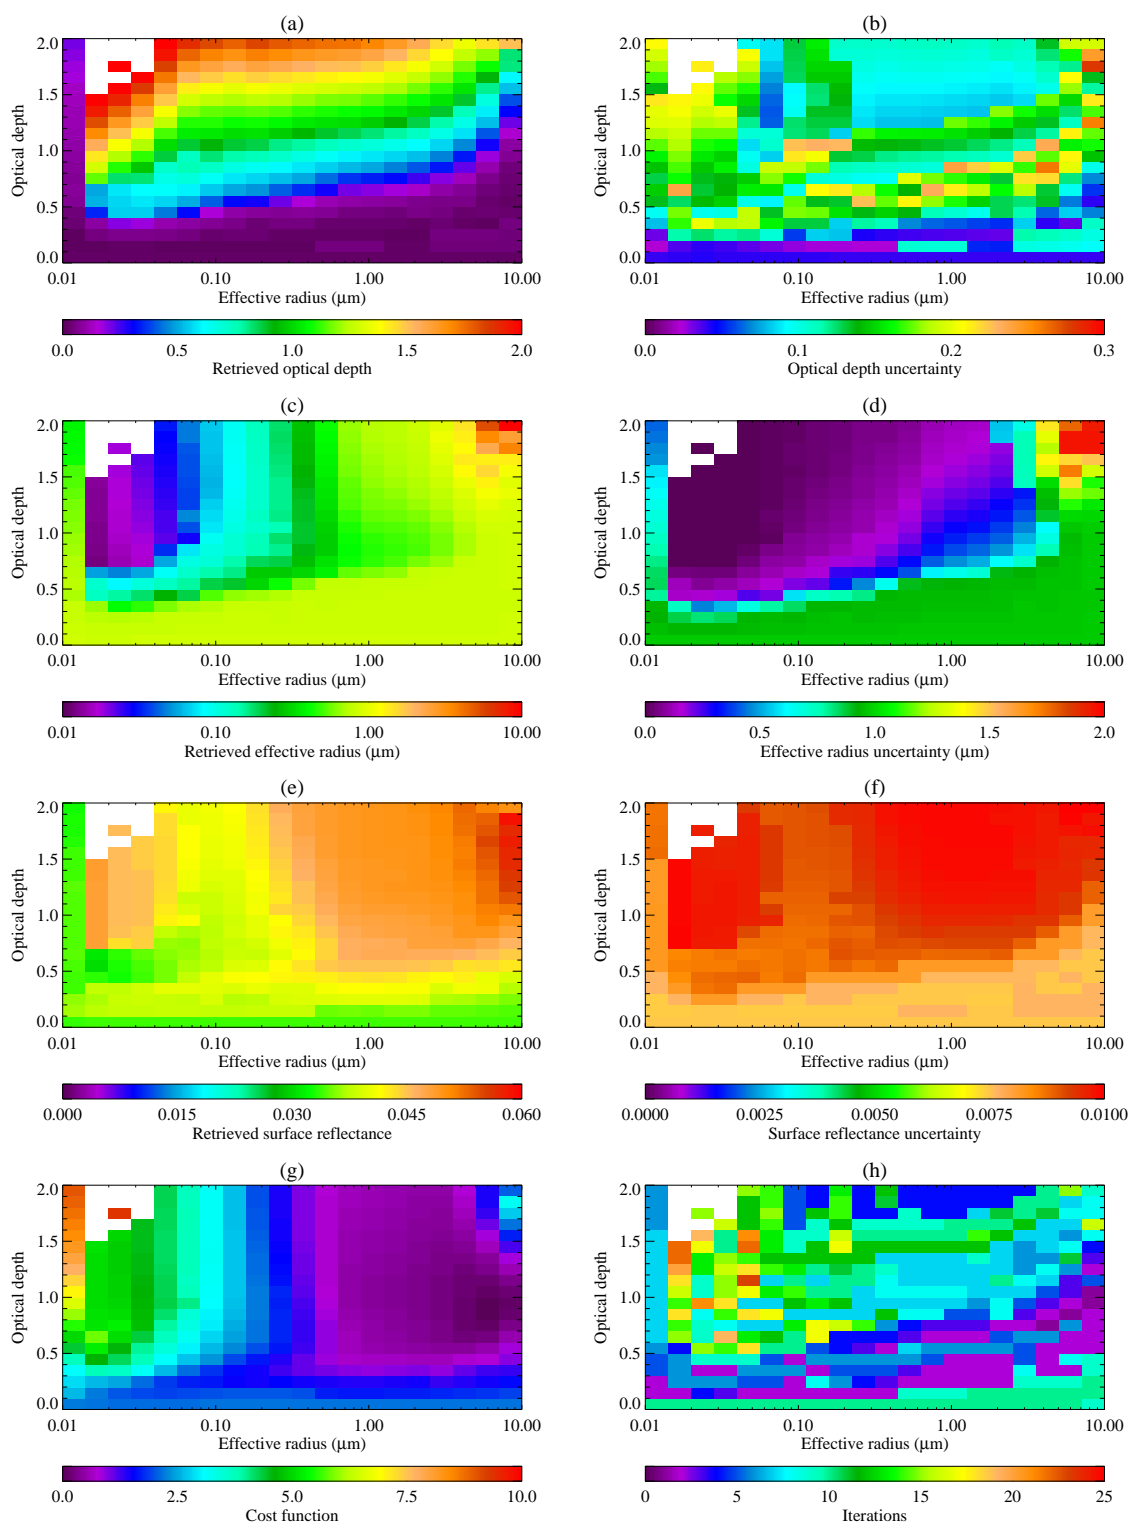 (a) (b)
Optical depth 2.0 1.5 1.0 0.5 0.0 Optical depth 2.0 1.5 1.0 0.5 0.0
0.01 0.10 1.00 10.00 0.01 0.10 1.00 10.00
Effective radius (μm) Effective radius (μm)
0.0 0.5 1.0 1.5 2.0 0.0 0.1 0.2 0.3
Retrieved optical depth Optical depth uncertainty
(c) (d)
Optical depth 2.0 1.5 1.0 0.5 0.0 Optical depth 2.0 1.5 1.0 0.5 0.0
0.01 0.10 1.00 10.00 0.01 0.10 1.00 10.00
Effective radius (μm) Effective radius (μm)
0.01 0.10 1.00 10.00 0.0 0.5 1.0 1.5 2.0
Retrieved effective radius (μm) Effective radius uncertainty (μm)
(e) (f)
Optical depth 2.0 1.5 1.0 0.5 0.0 Optical depth 2.0 1.5 1.0 0.5 0.0
0.01 0.10 1.00 10.00 0.01 0.10 1.00 10.00
Effective radius (μm) Effective radius (μm)
0.000 0.015 0.030 0.045 0.060 0.0000 0.0025 0.0050 0.0075 0.0100
Retrieved surface reflectance Surface reflectance uncertainty
(g) (h)
Optical depth 2.0 1.5 1.0 0.5 0.0 Optical depth 2.0 1.5 1.0 0.5 0.0
0.01 0.10 1.00 10.00 0.01 0.10 1.00 10.00
Effective radius (μm) Effective radius (μm)
0.0 2.5 5.0 7.5 10.0 0 5 10 15 20 25
Cost function Iterations